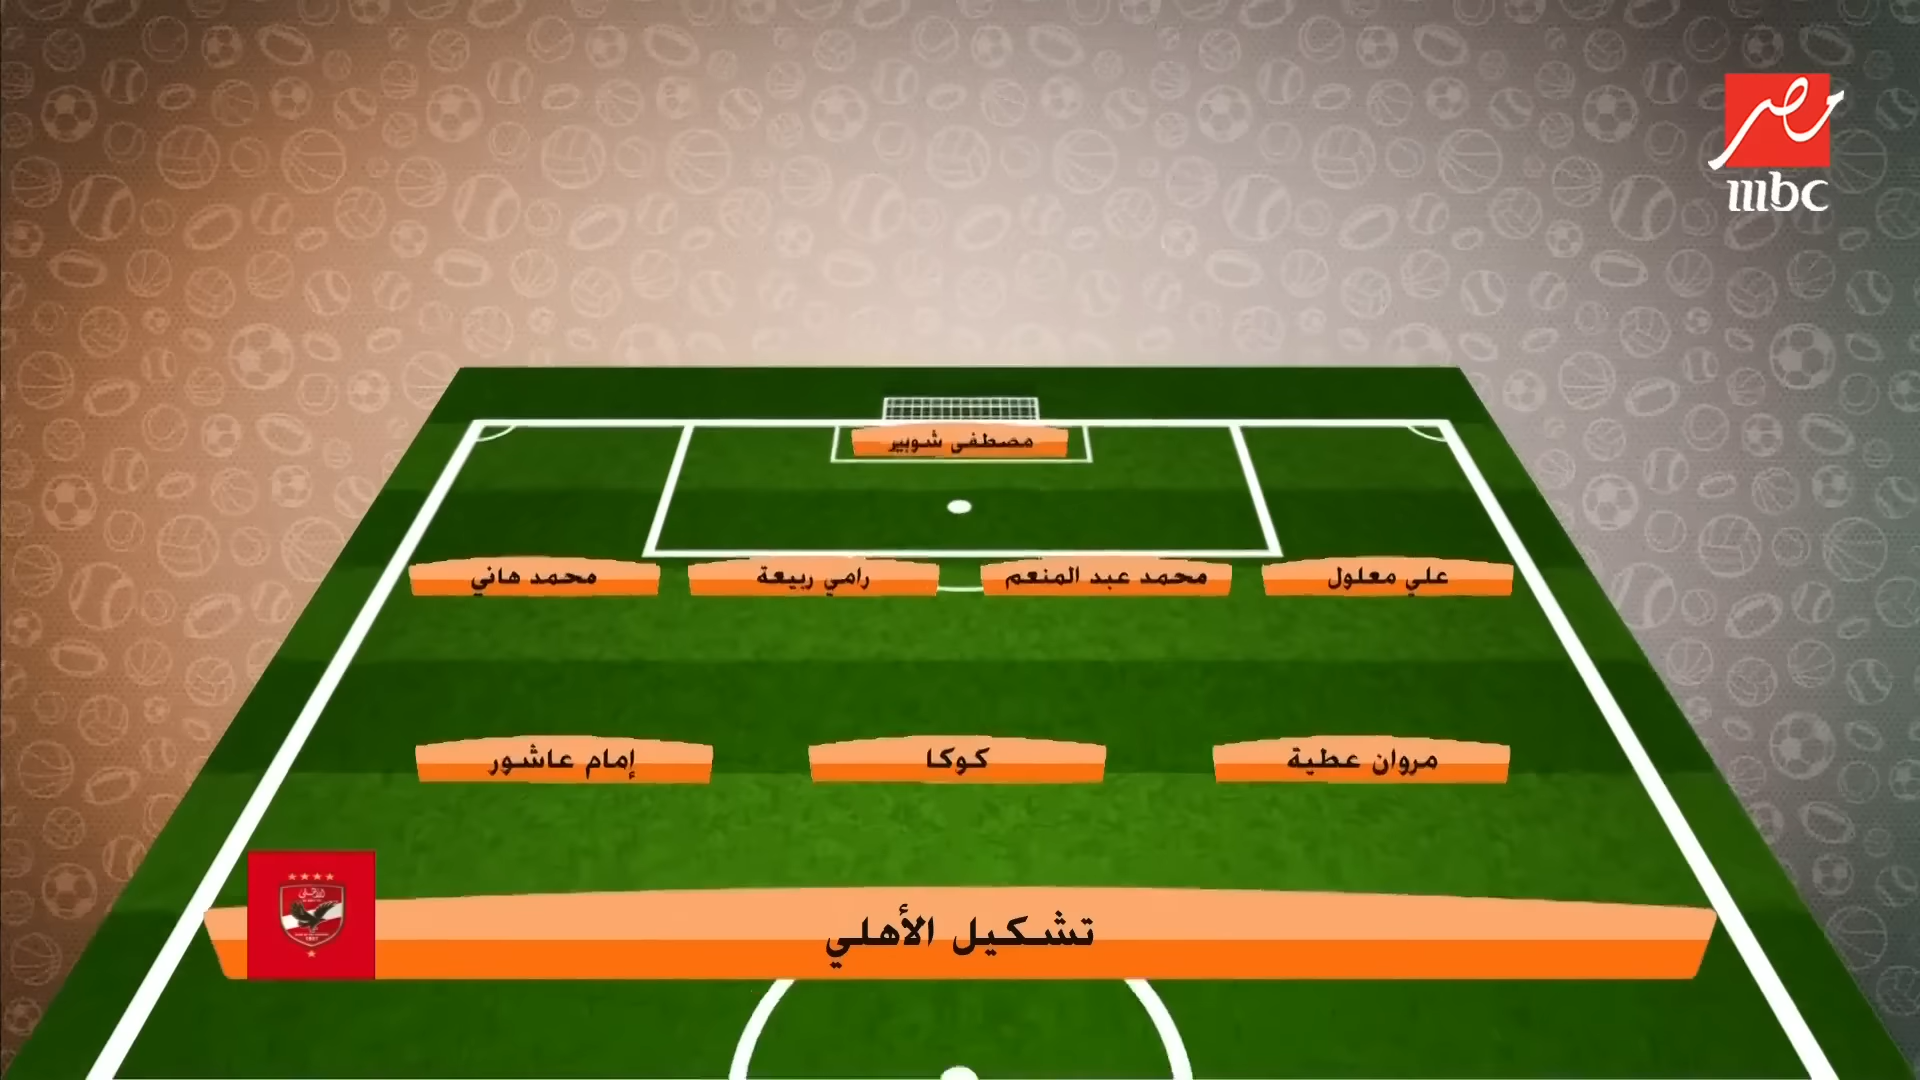 مصر
mbc
مصطفى شوبير
علي معلول
محمد عبد المنعم
رامي ربيعة
محمد هاني
مروان عطية
كوكا
إمام عاشور
تشكيل الأهلي